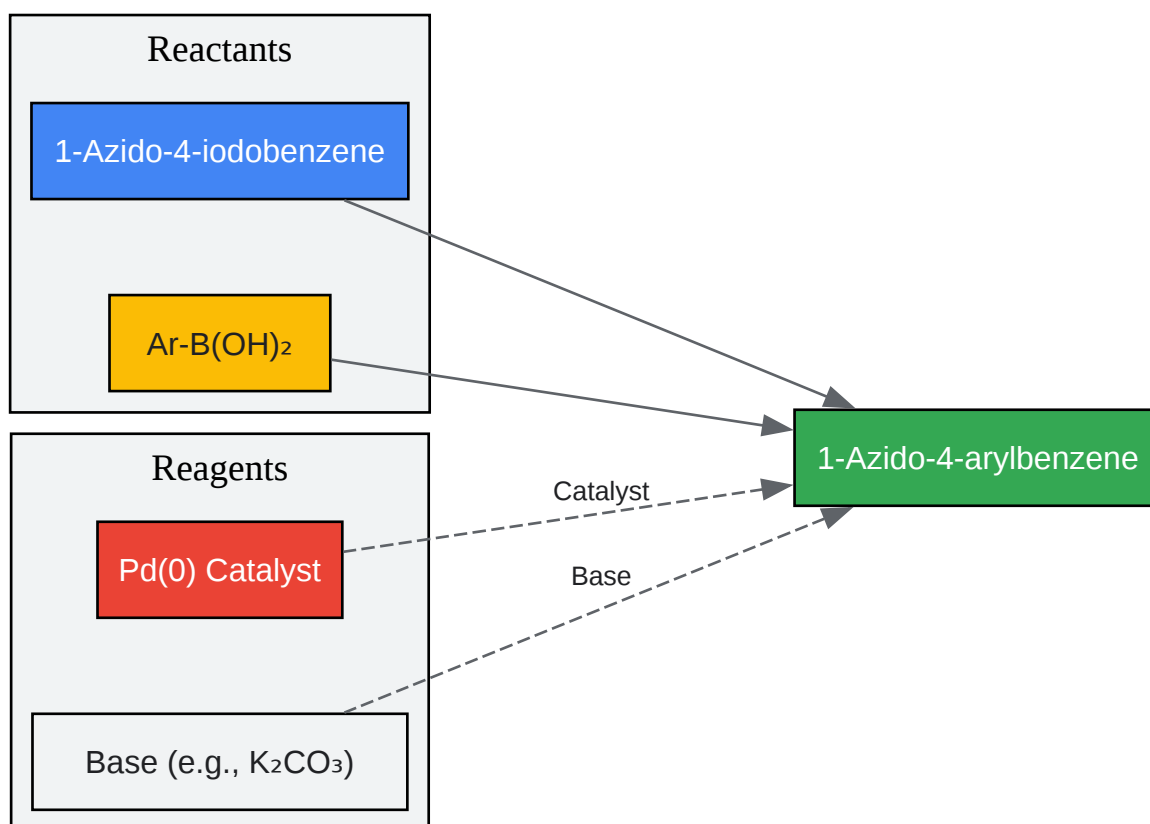 Reactants
1-Azido-4-iodobenzene
Ar-B(OH)₂
1-Azido-4-arylbenzene
Reagents
Catalyst
Pd(0) Catalyst
Base
Base (e.g., K₂CO₃)